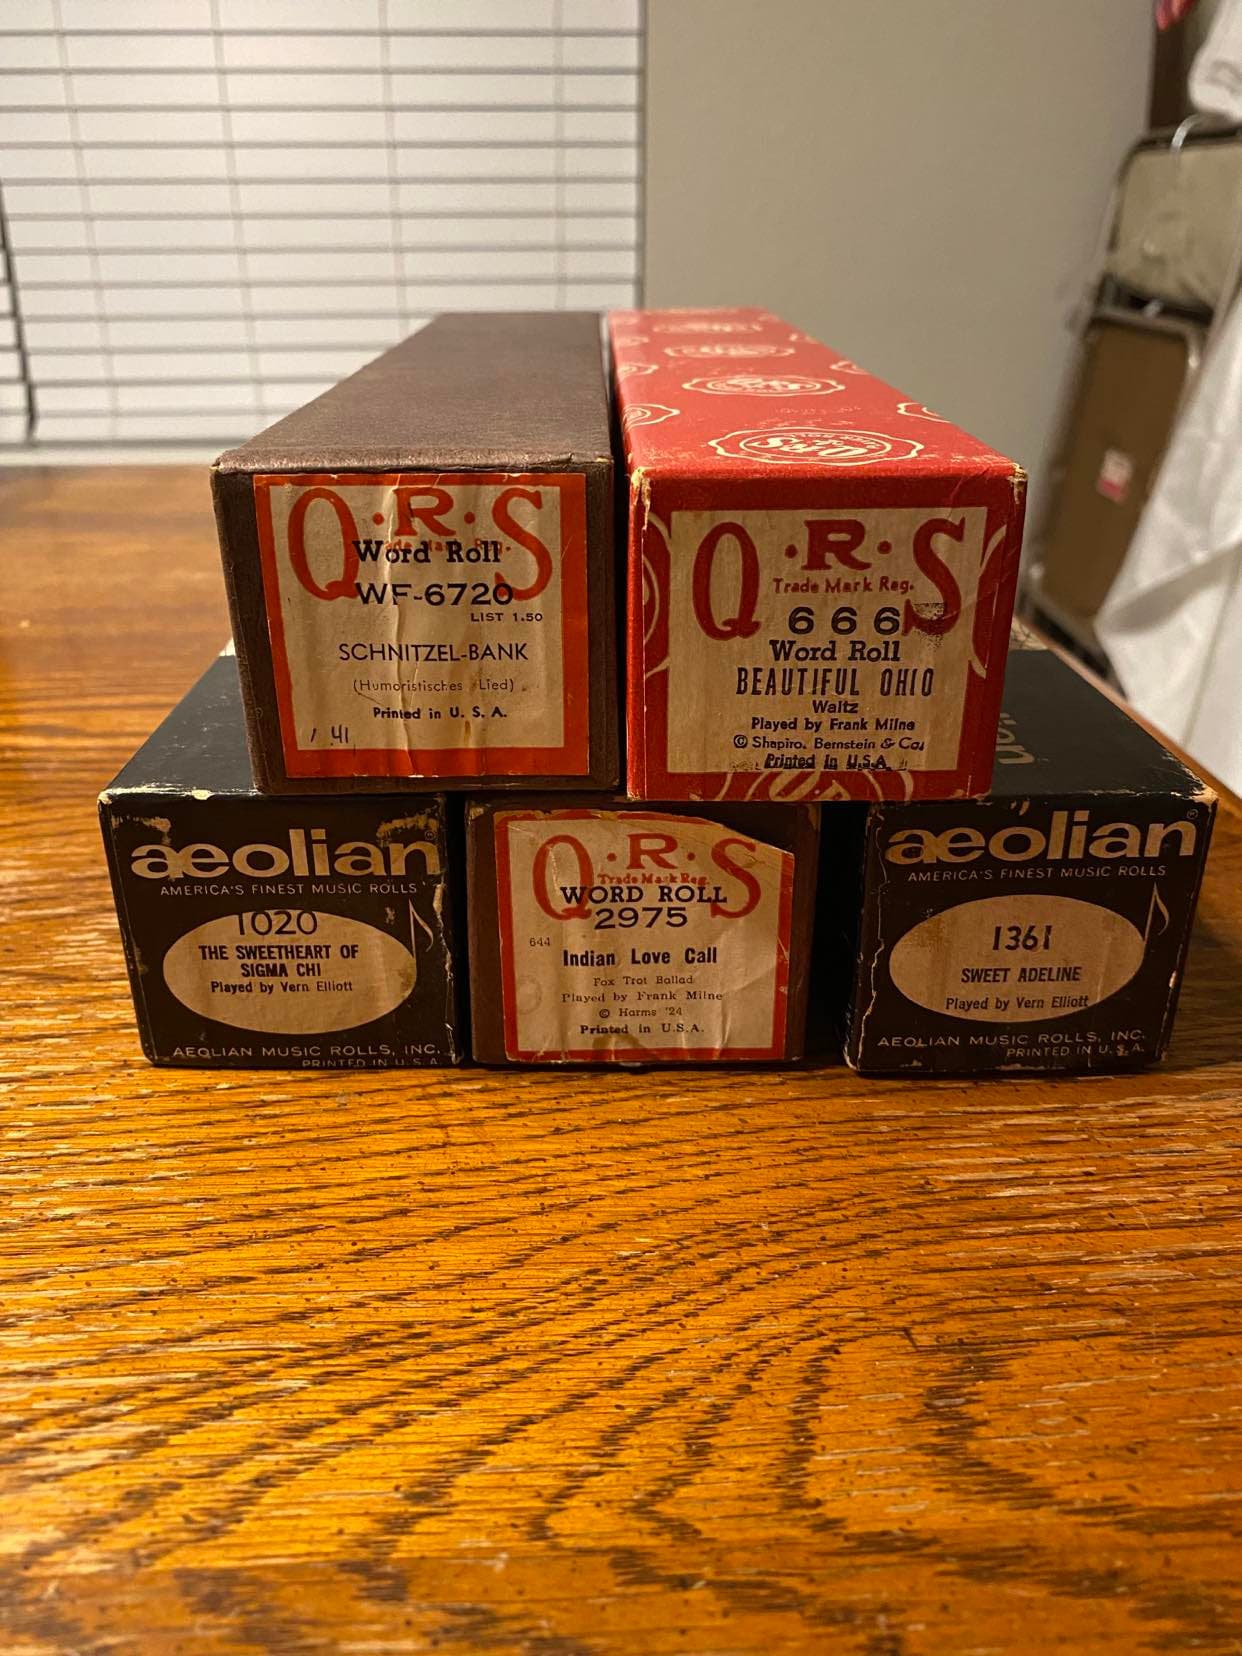 Q·R·S
Trade Mark Reg.
Word Roll
WF-6720
LIST 1.50
SCHNITZEL-BANK
(Humoristisches Lied)
Printed in U. S. A.
41
Q·R·S
Q·R·S
Trade Mark Reg.
666
Word Roll
BEAUTIFUL OHIO
Waltz
Played by Frank Milne
© Shapiro, Bernstein & Co.
Printed in U.S.A.
aeolian®
AMERICA'S FINEST MUSIC ROLLS
1020
THE SWEETHEART OF
SIGMA CHI
Played by Vern Elliott
AEOLIAN MUSIC ROLLS, INC.
PRINTED IN U.S.A.
Q·R·S
Trade Mark Reg.
WORD ROLL
2975
644
Indian Love Call
Fox Trot Ballad
Played by Frank Milne
© Harms '24
Printed in U.S.A.
aeolian®
AMERICA'S FINEST MUSIC ROLLS
1361
SWEET ADELINE
Played by Vern Elliott
AEOLIAN MUSIC ROLLS, INC.
PRINTED IN U.S.A.